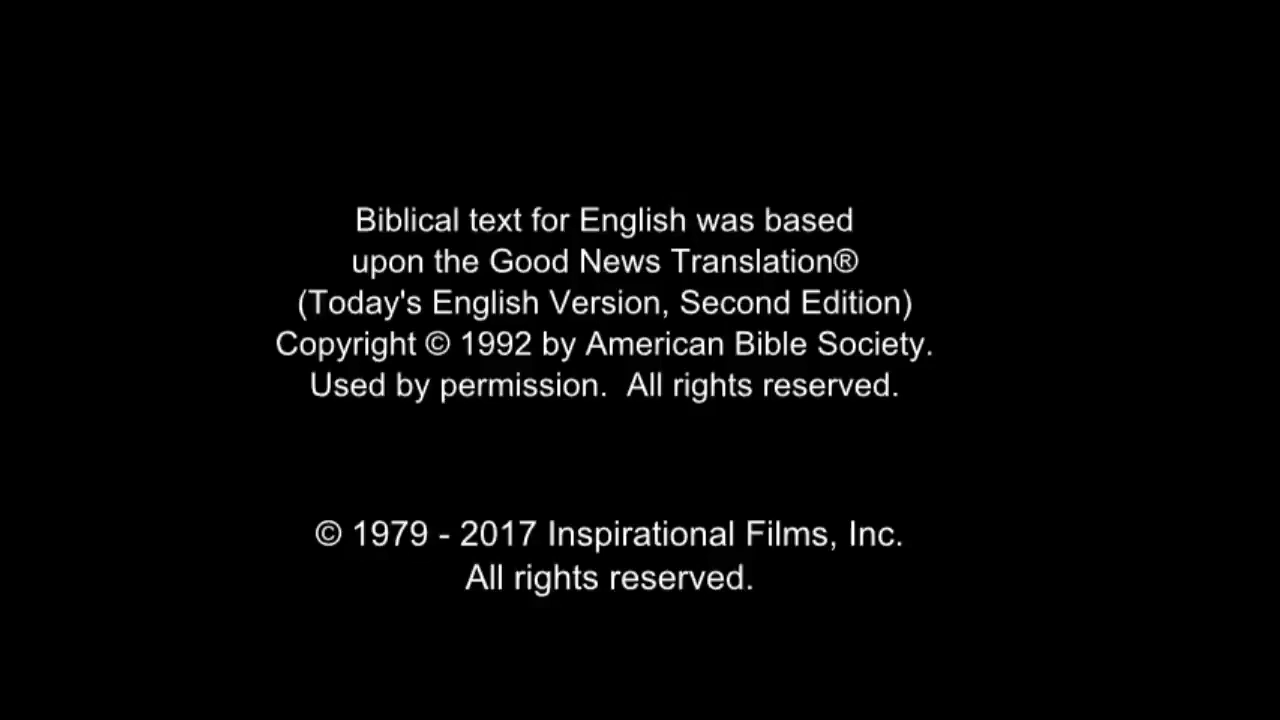 Biblical text for English was based
upon the Good News Translation®
(Today's English Version, Second Edition)
Copyright © 1992 by American Bible Society.
Used by permission.  All rights reserved.
© 1979 - 2017 Inspirational Films, Inc.
All rights reserved.